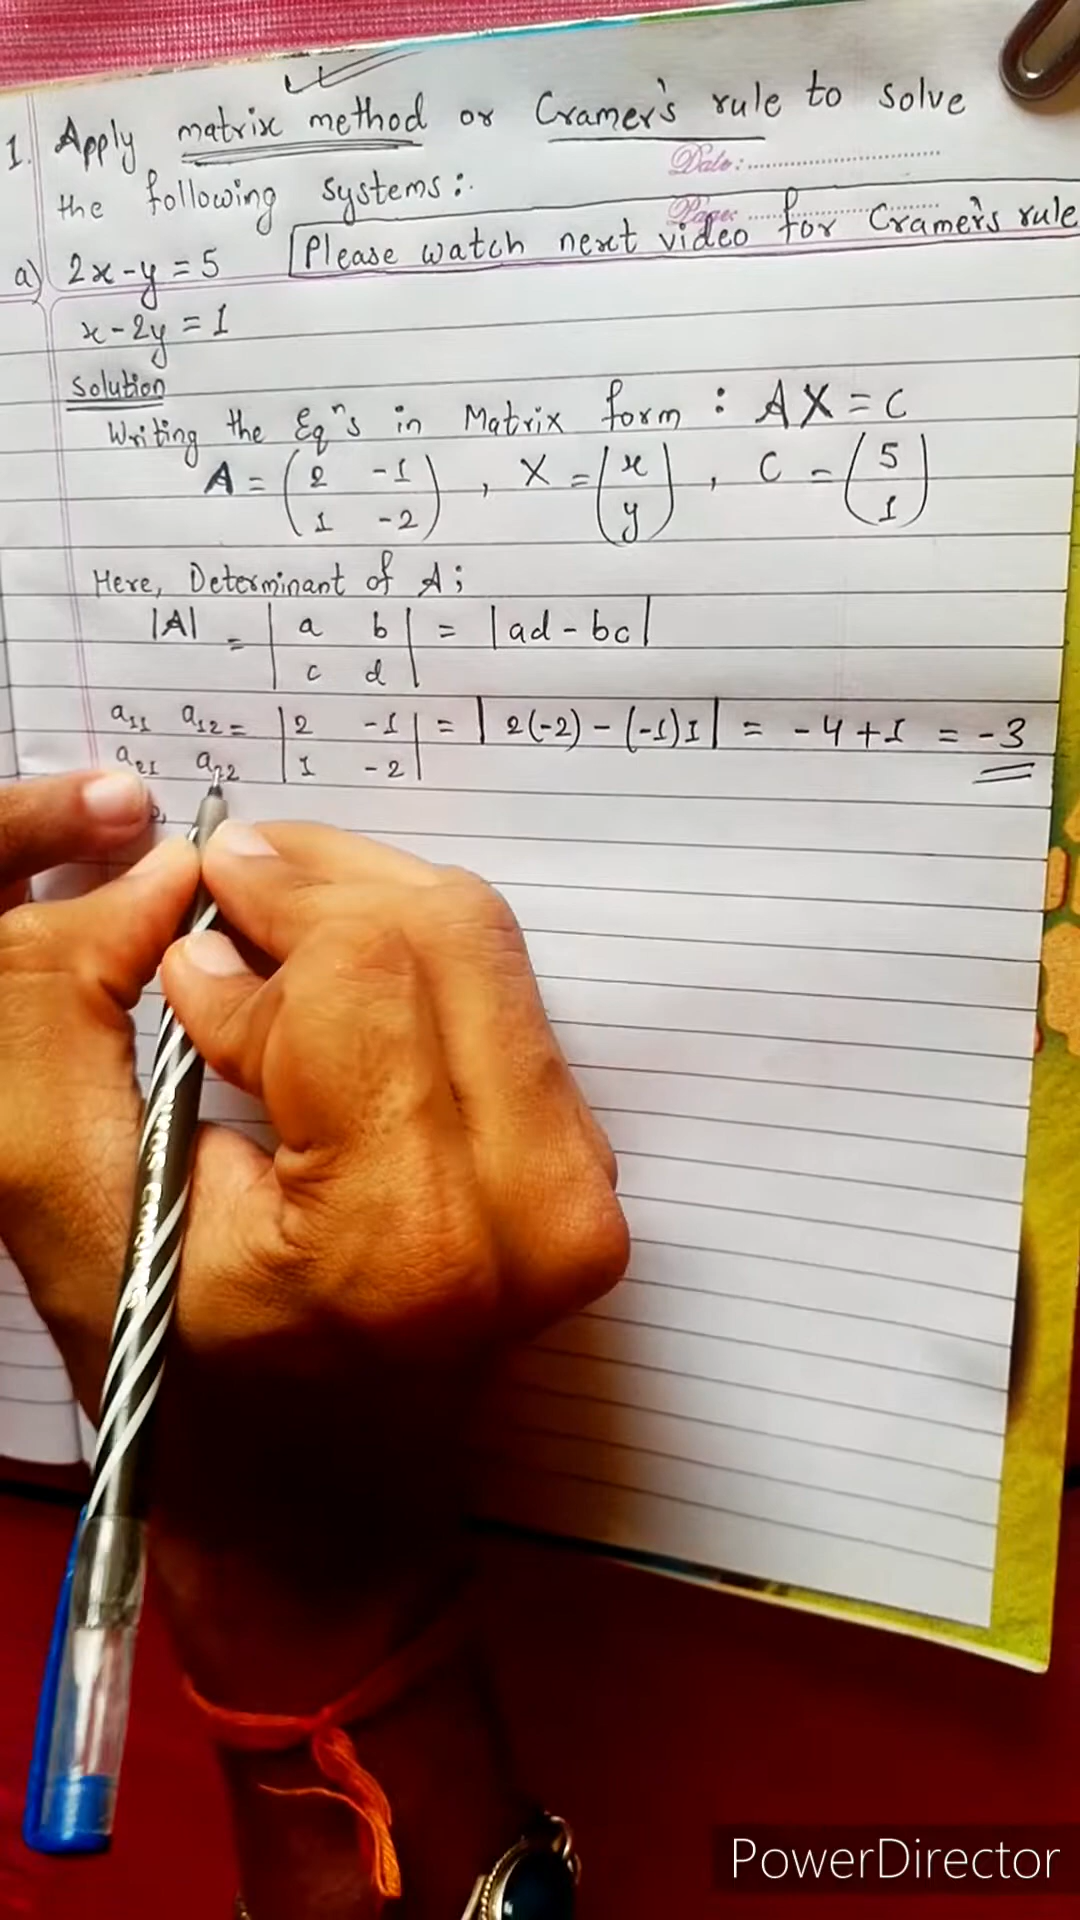 1. Apply matrix method or Cramer's rule to solve
Date:
the following systems:
Page:
Please watch next video for Cramer's rule
a) 2x-y = 5
x-2y = 1
Solution
Writing the Eqⁿs in Matrix form : AX = C
A = ( 2 -1 ) , X = ( x ) , C = ( 5 )
1 -2 y 1
Here, Determinant of A;
|A| = | a b | = |ad - bc|
c d
a11 a12 = | 2 -1 | = | 2(-2) - (-1)1 | = -4+1 = -3
a21 a22 | 1 -2 |
PowerDirector